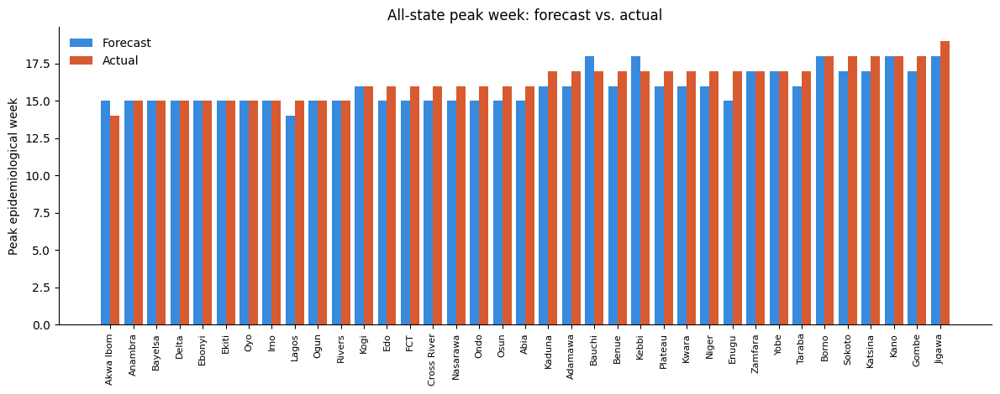 All-state peak week: forecast vs. actual
Forecast
Actual
Peak epidemiological week
17.5
15.0
12.5
10.0
7.5
5.0
2.5
0.0
Akwa Ibom
Anambra
Bayelsa
Delta
Ebonyi
Ekiti
Oyo
Imo
Lagos
Ogun
Rivers
Kogi
Edo
FCT
Cross River
Nasarawa
Ondo
Osun
Abia
Kaduna
Adamawa
Bauchi
Benue
Kebbi
Plateau
Kwara
Niger
Enugu
Zamfara
Yobe
Taraba
Borno
Sokoto
Katsina
Kano
Gombe
Jigawa